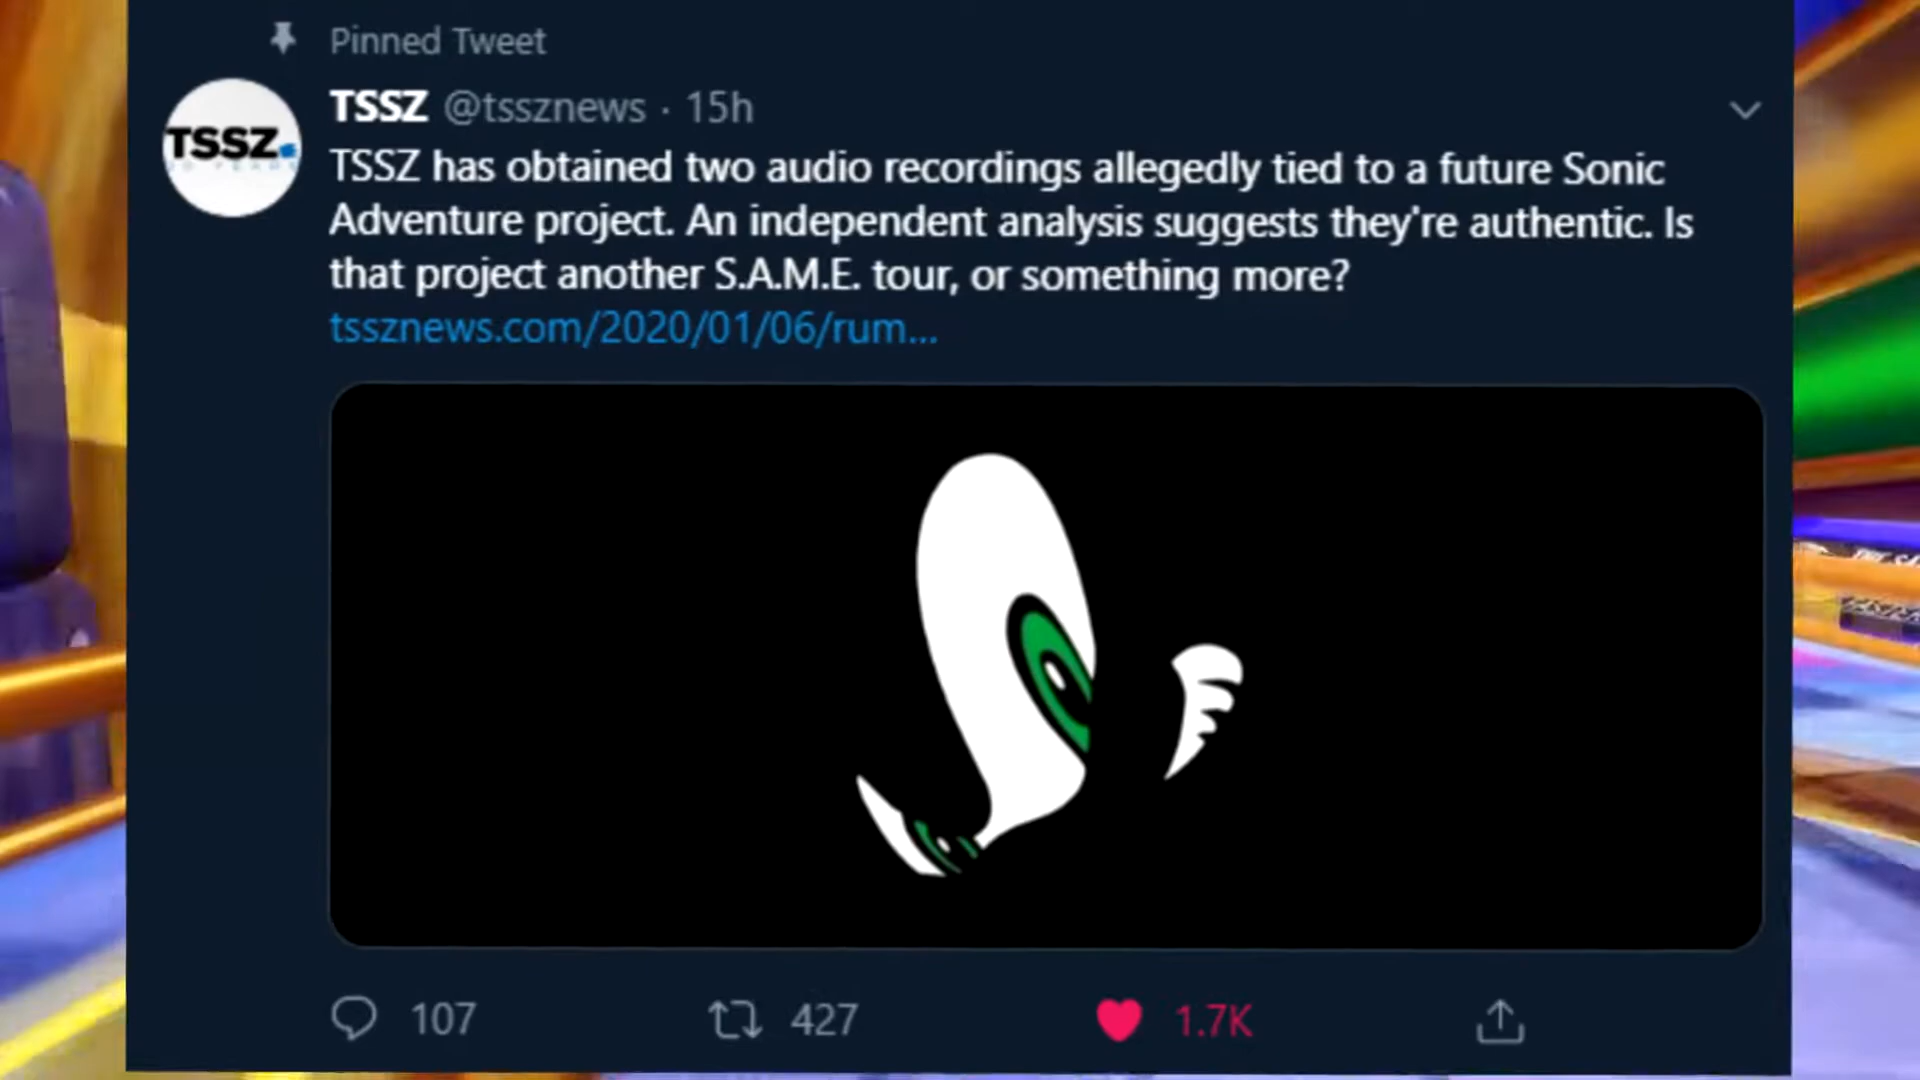 Pinned Tweet
TSSZ @tssznews · 15h
TSSZ.
TSSZ has obtained two audio recordings allegedly tied to a future Sonic
Adventure project. An independent analysis suggests they're authentic. Is
that project another S.A.M.E. tour, or something more?
tssznews.com/2020/01/06/rum...
107
427
1.7K